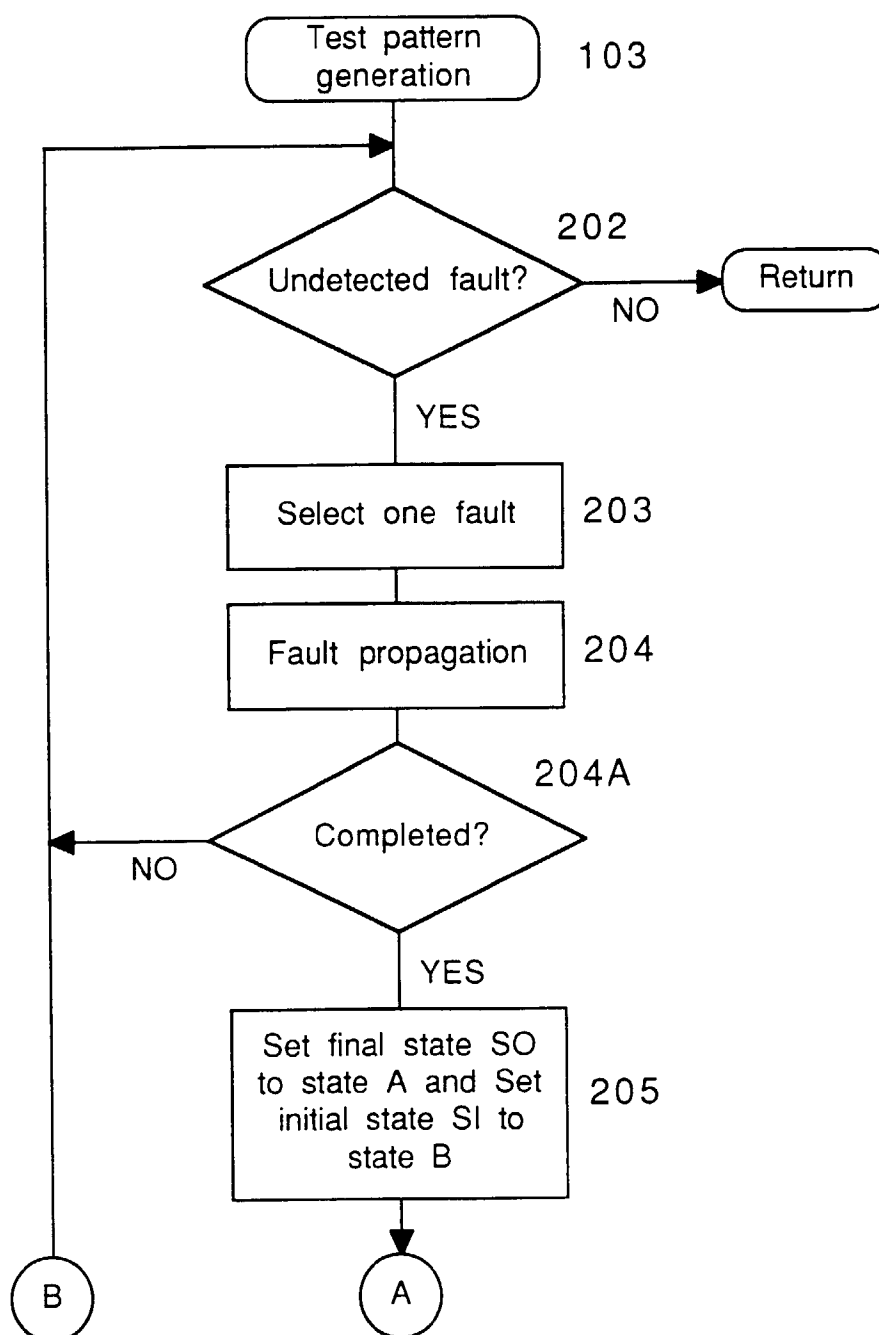 Test pattern
generation
103
202
Undetected fault?
NO
Return
YES
Select one fault
203
Fault propagation
204
204A
Completed?
NO
YES
Set final state SO
to state A and Set
initial state SI to
state B
205
B
A